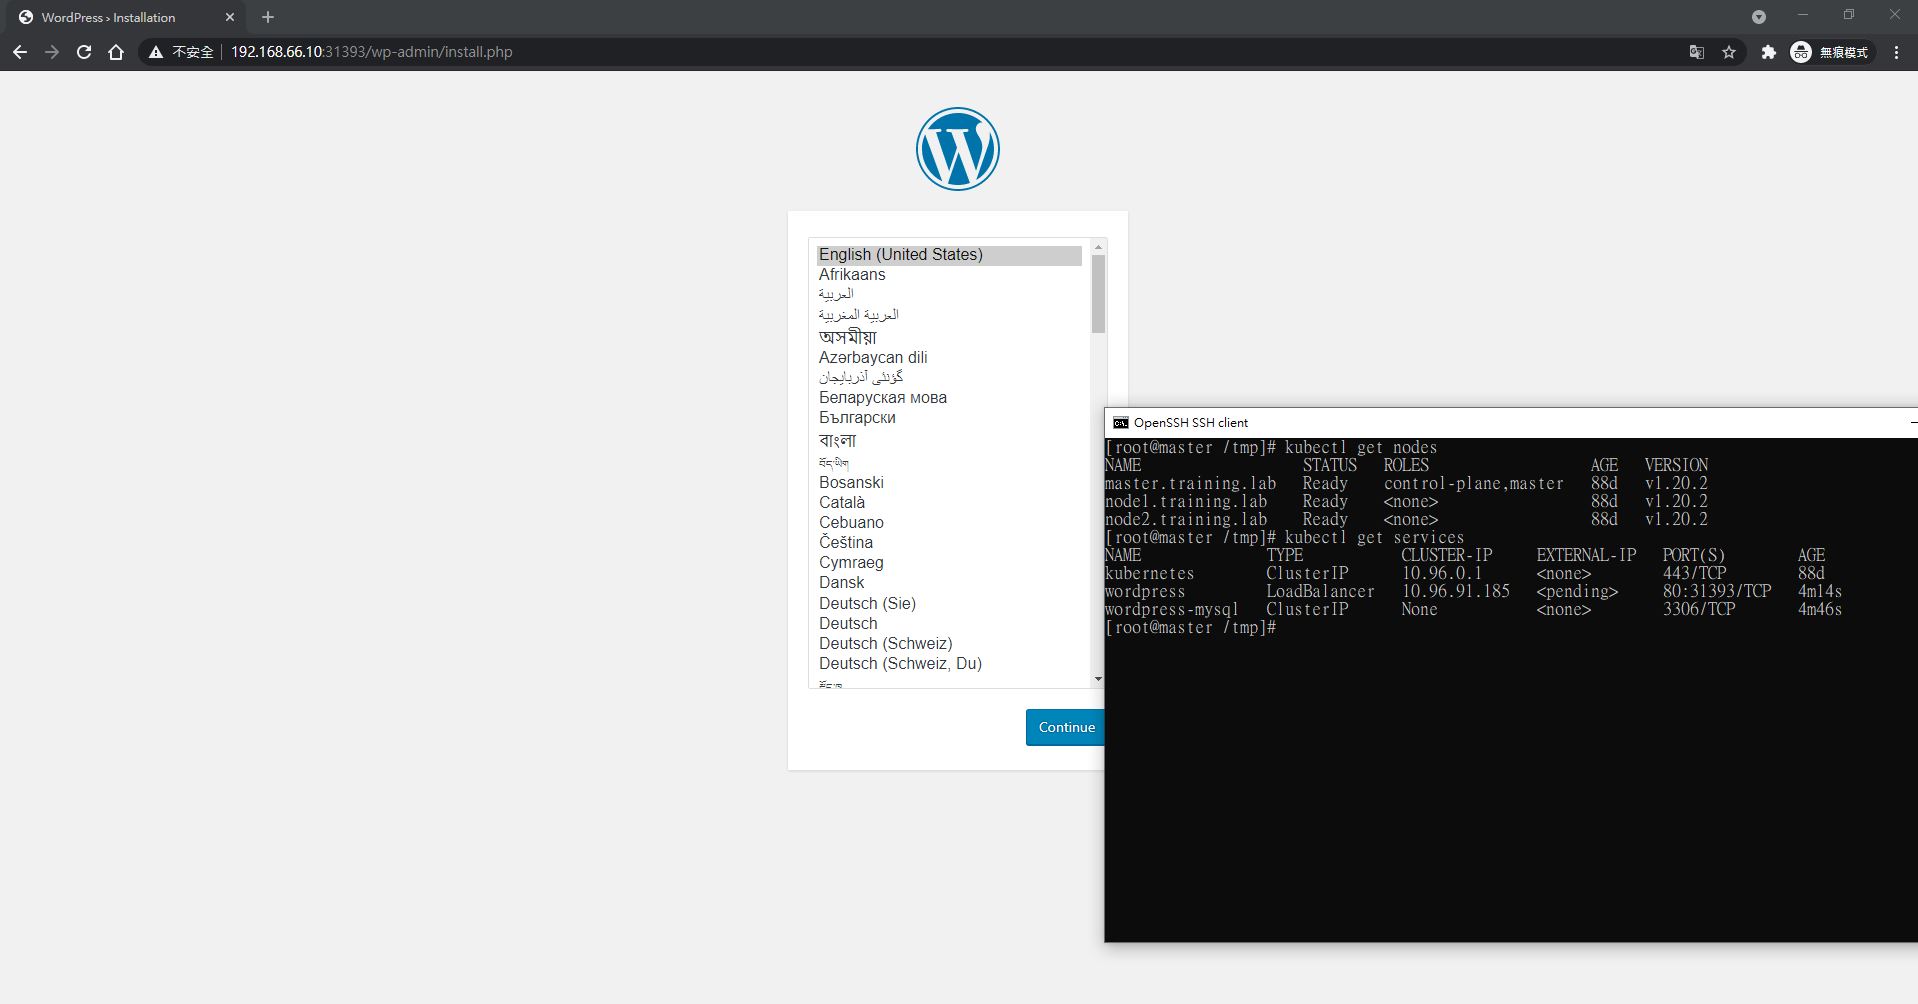 WordPress › Installation
不安全 192.168.66.10:31393/wp-admin/install.php
無痕模式
English (United States)
Afrikaans
العربية
العربية المغربية
অসমীয়া
Azərbaycan dili
گؤنئی آذربایجان
Беларуская мова
Български
বাংলা
བོད་ཡིག
Bosanski
Català
Cebuano
Čeština
Cymraeg
Dansk
Deutsch (Sie)
Deutsch
Deutsch (Schweiz)
Deutsch (Schweiz, Du)
Continue
OpenSSH SSH client
[root@master /tmp]# kubectl get nodes
NAME STATUS ROLES AGE VERSION
master.training.lab Ready control-plane,master 88d v1.20.2
node1.training.lab Ready <none> 88d v1.20.2
node2.training.lab Ready <none> 88d v1.20.2
[root@master /tmp]# kubectl get services
NAME TYPE CLUSTER-IP EXTERNAL-IP PORT(S) AGE
kubernetes ClusterIP 10.96.0.1 <none> 443/TCP 88d
wordpress LoadBalancer 10.96.91.185 <pending> 80:31393/TCP 4m14s
wordpress-mysql ClusterIP None <none> 3306/TCP 4m46s
[root@master /tmp]#